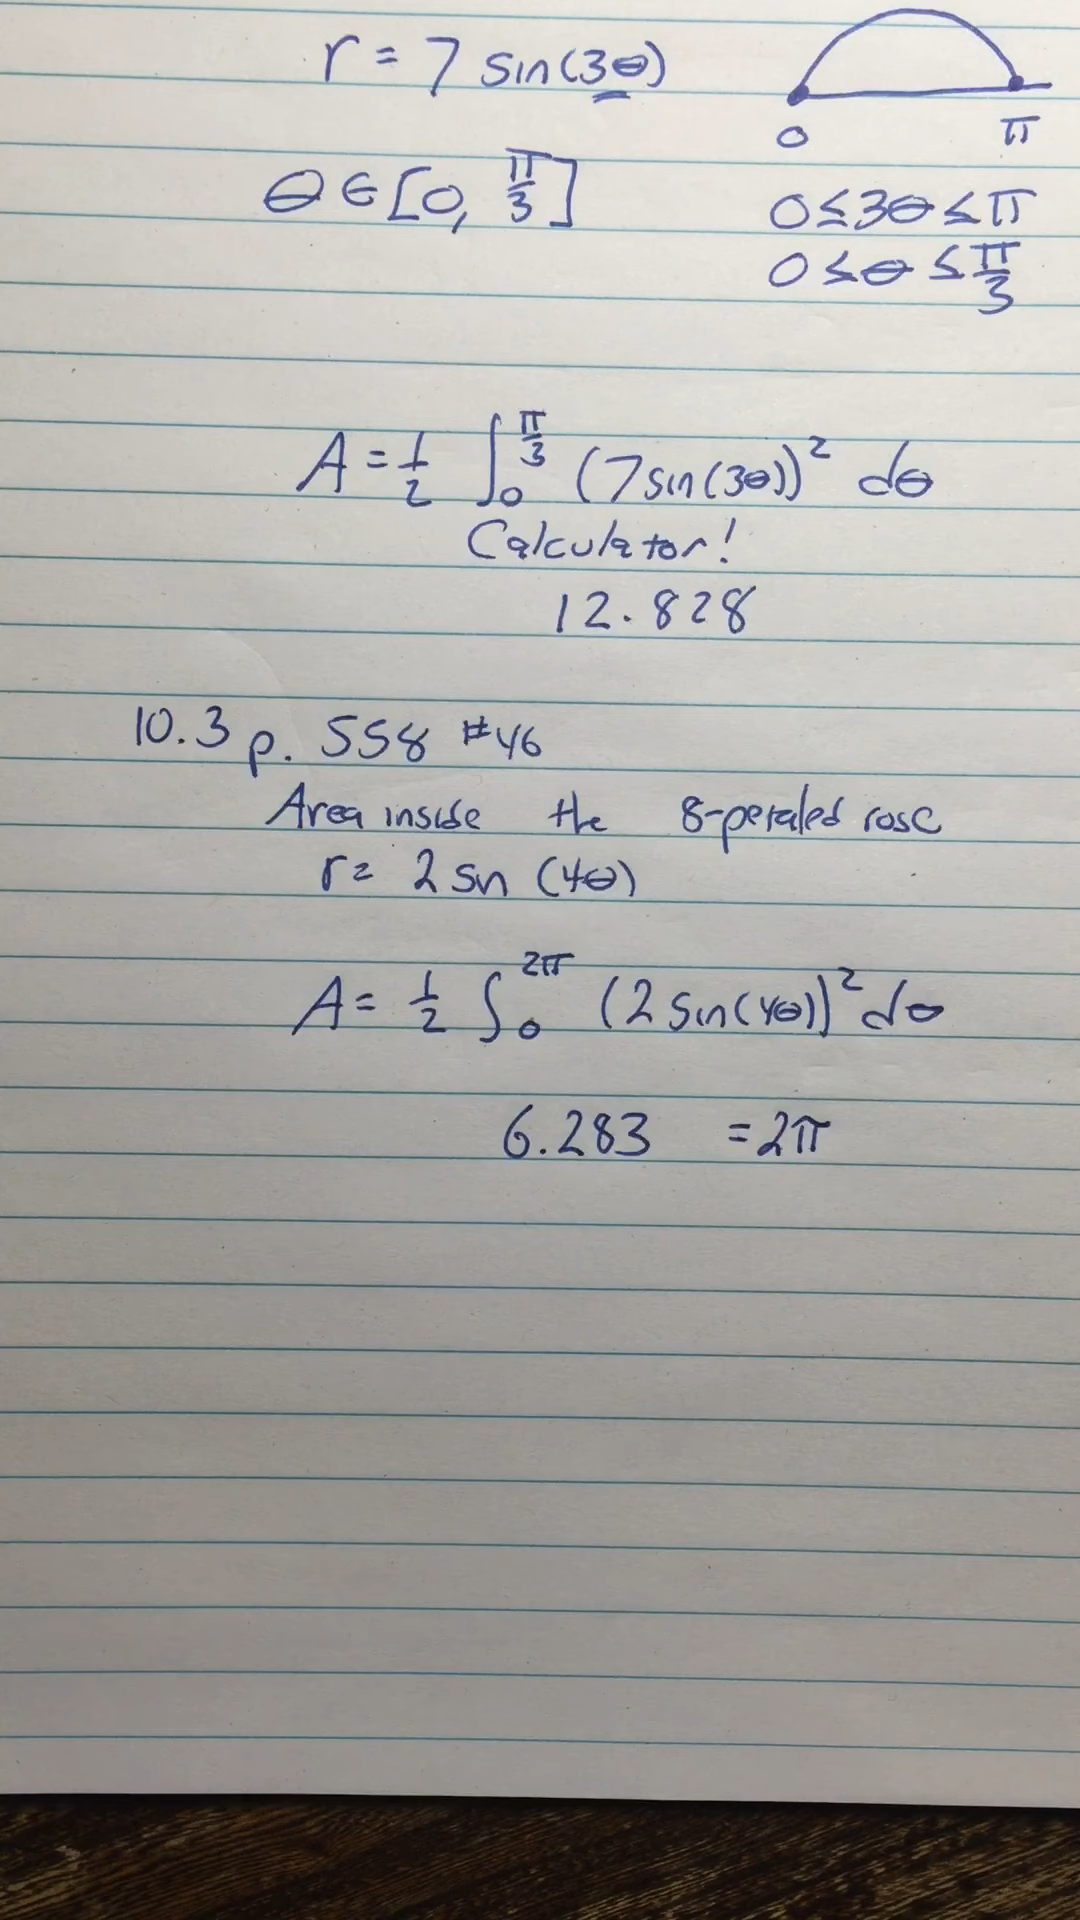 r = 7 sin(3θ)
0 π
θ ∈ [0, π/3]
0 ≤ 3θ ≤ π
0 ≤ θ ≤ π/3
A = 1/2 ∫₀^(π/3) (7 sin(3θ))² dθ
Calculator!
12.828
10.3 p. 558 #46
Area inside the 8-petaled rose
r = 2 sin (4θ)
A = 1/2 ∫₀^(2π) (2 sin(4θ))² dθ
6.283 = 2π